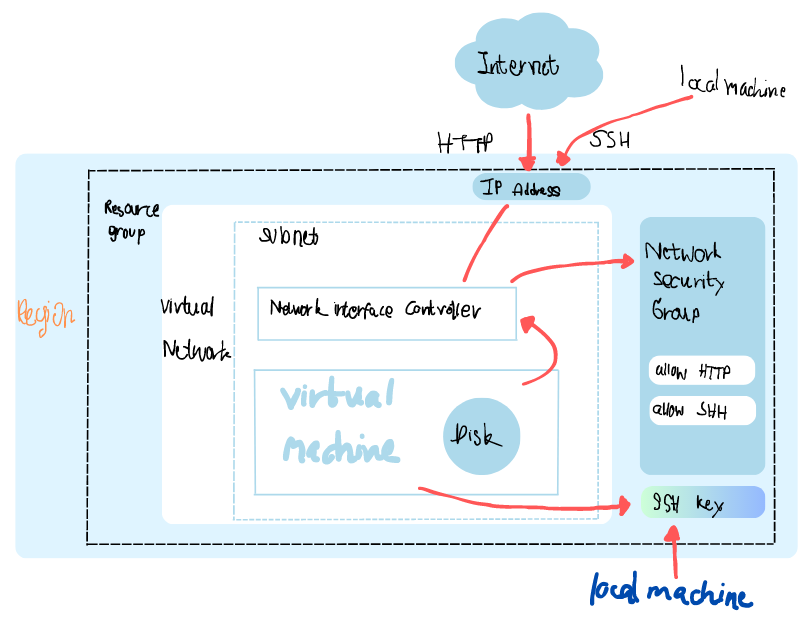 Internet
local machine
HTTP
SSH
IP Address
Resource
group
subnet
Network
security
Group
Region
virtual
Network
Network interface controller
allow HTTP
allow SHH
virtual
machine
Disk
SSH key
local machine